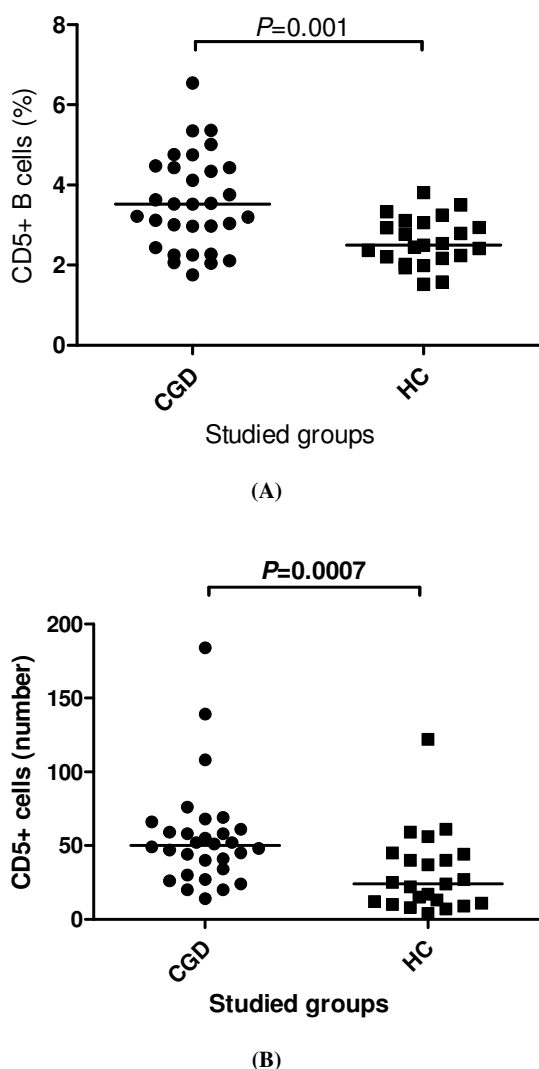 P=0.001
8
6
4
2
0
CD5+ B cells (%)
CGD
HC
Studied groups
(A)
P=0.0007
200
150
100
50
0
CD5+ cells (number)
CGD
HC
Studied groups
(B)